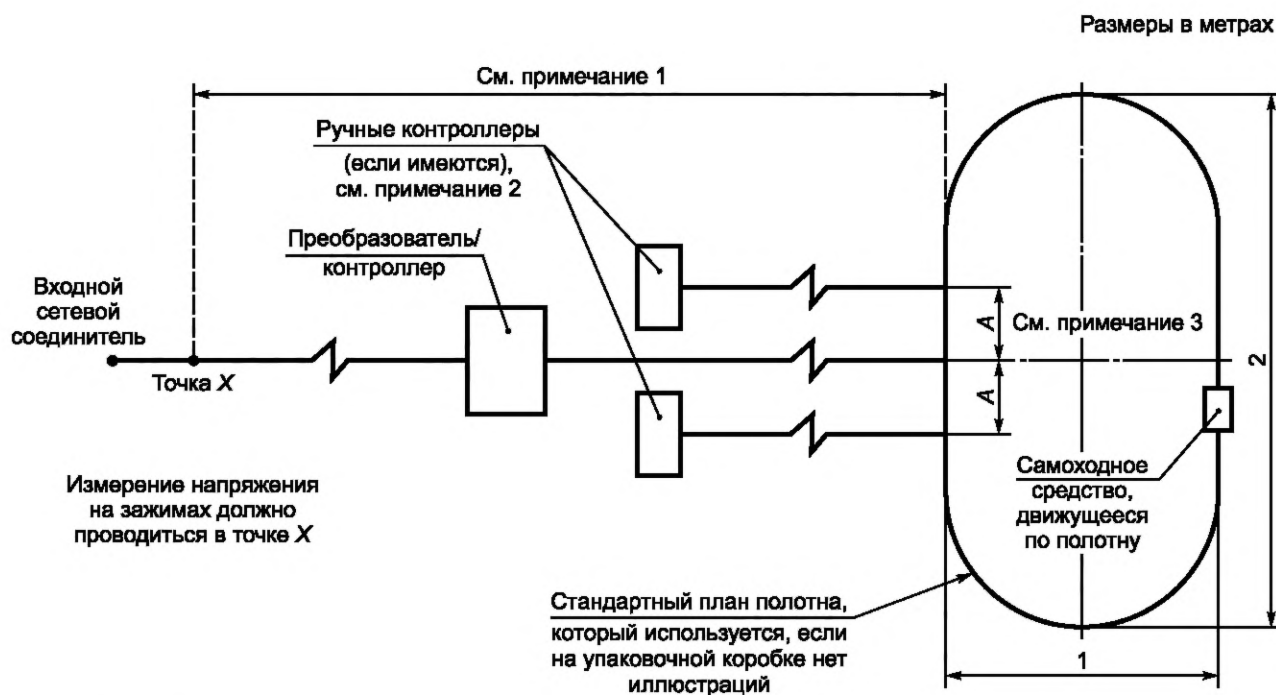 Размеры в метрах
См. примечание 1
Ручные контроллеры
(если имеются),
см. примечание 2
Преобразователь/
контроллер
Входной
сетевой
соединитель
Точка X
A
См. примечание 3
A
2
Измерение напряжения
на зажимах должно
проводиться в точке X
Самоходное
средство,
движущееся
по полотну
Стандартный план полотна,
который используется, если
на упаковочной коробке нет
иллюстраций
1